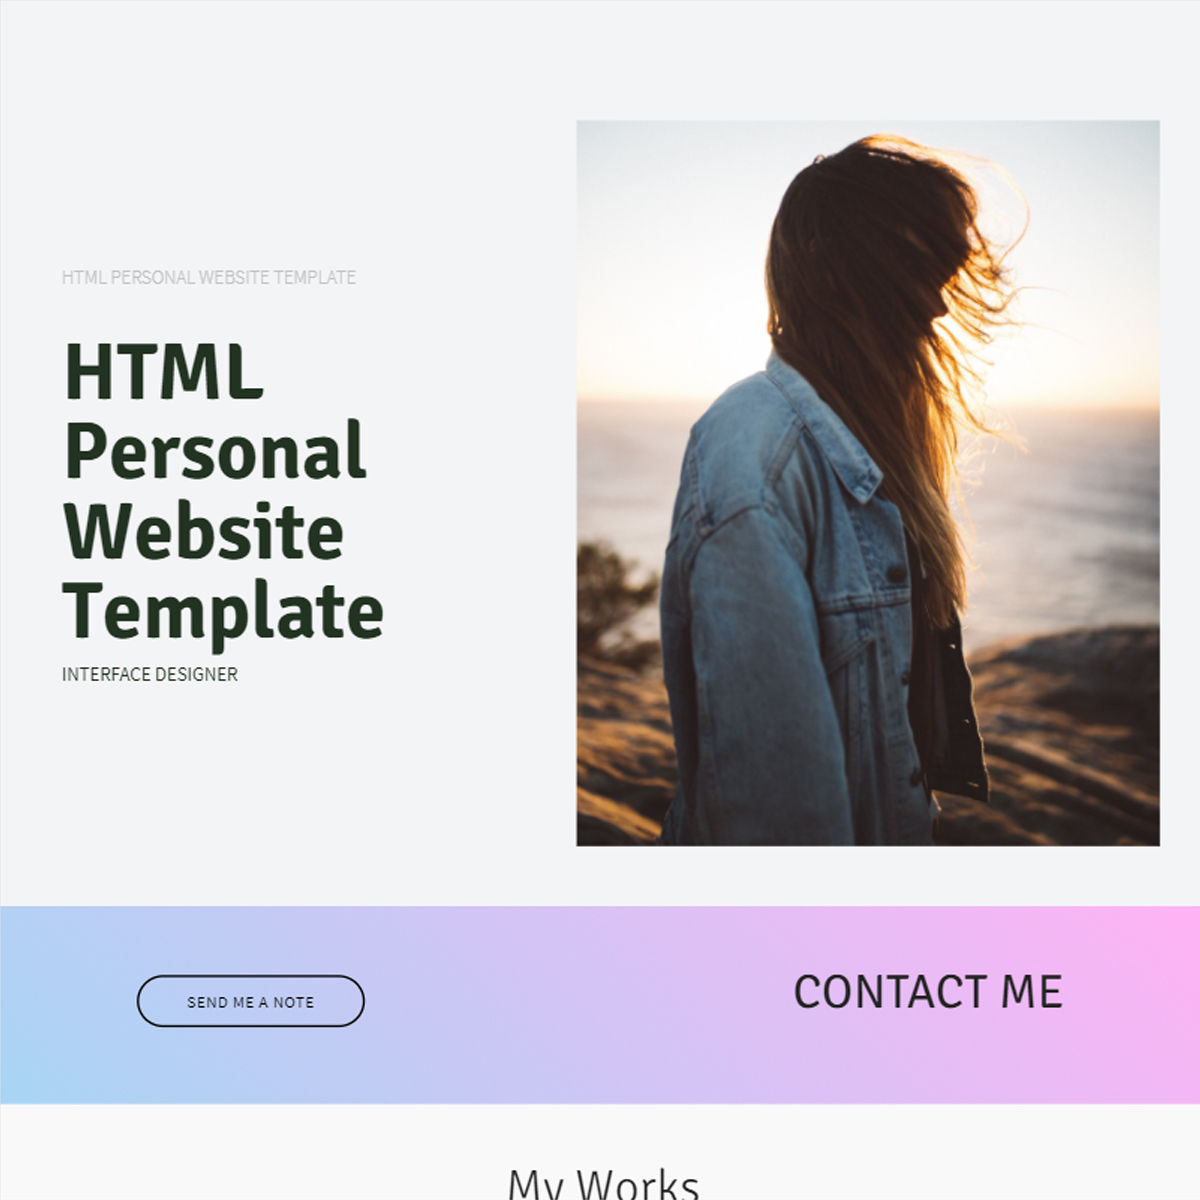 HTML PERSONAL WEBSITE TEMPLATE
HTML
Personal
Website
Template
INTERFACE DESIGNER
SEND ME A NOTE
CONTACT ME
My Works